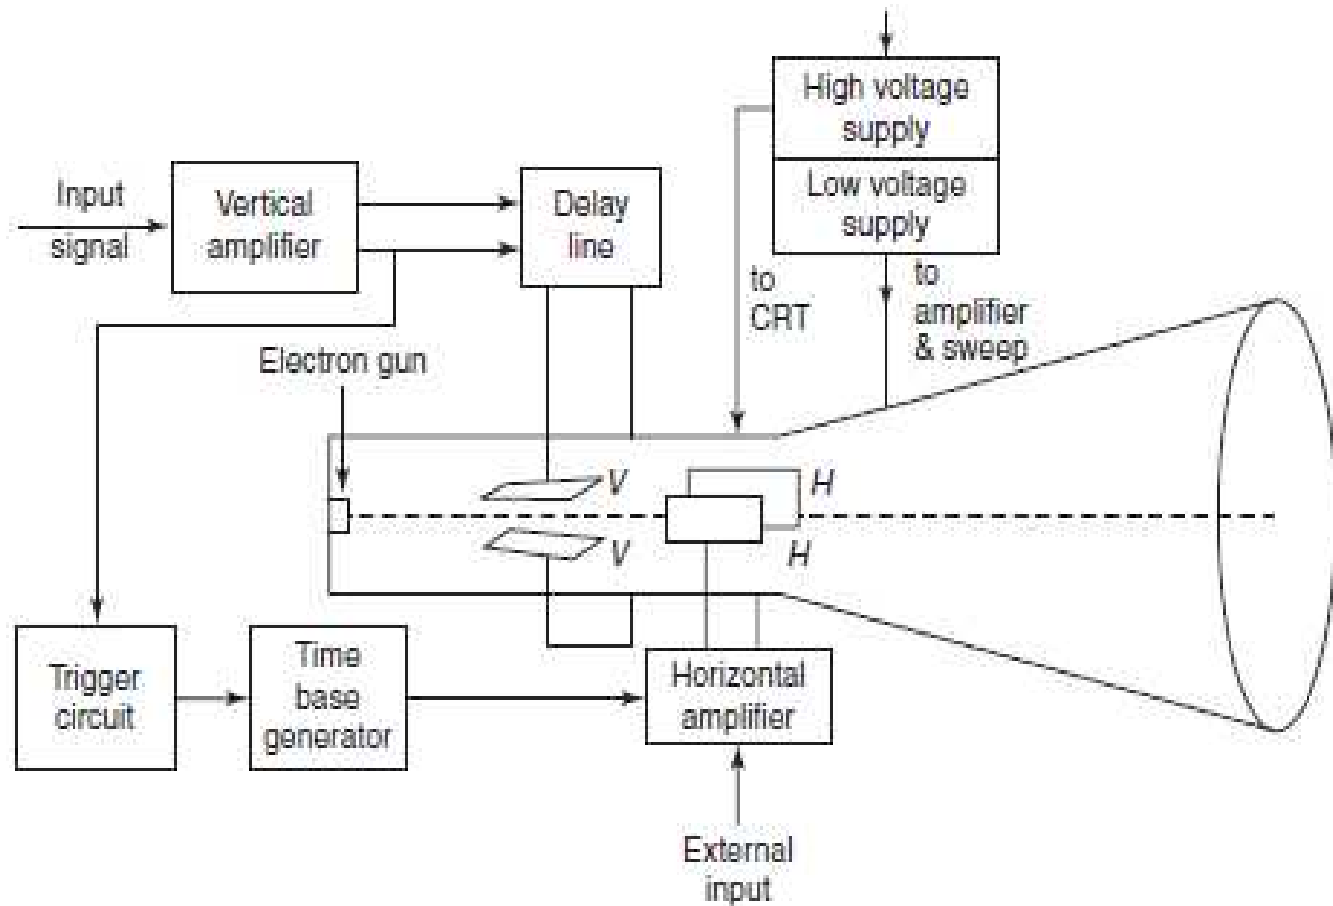 High voltage
supply
Low voltage
supply
Input
signal
Vertical
amplifier
Delay
line
to
CRT
to
amplifier
& sweep
Electron gun
V
H
V
H
Trigger
circuit
Time
base
generator
Horizontal
amplifier
External
input